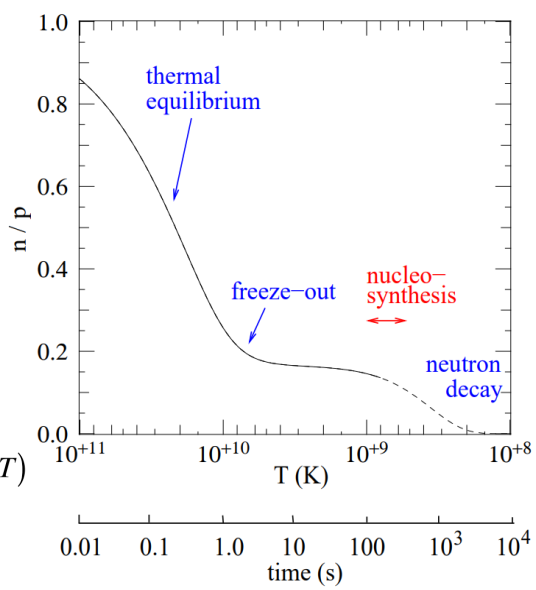 1.0
0.8
0.6
0.4
0.2
0.0
n / p
thermal
equilibrium
freeze−out
nucleo−
synthesis
neutron
decay
T)
10+11 10+10 10+9 10+8
T (K)
0.01 0.1 1.0 10 100 10³ 10⁴
time (s)